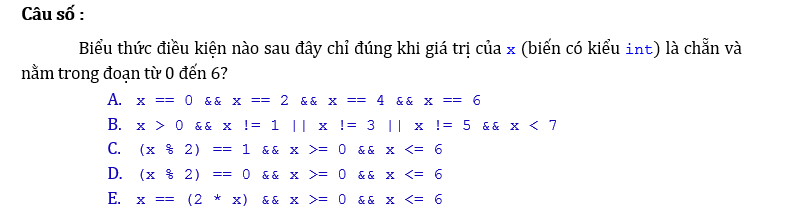 Câu số :
Biểu thức điều kiện nào sau đây chỉ đúng khi giá trị của x (biến có kiểu int) là chẵn và
nằm trong đoạn từ 0 đến 6?
A. x == 0 && x == 2 && x == 4 && x == 6
B. x > 0 && x != 1 || x != 3 || x != 5 && x < 7
C. (x % 2) == 1 && x >= 0 && x <= 6
D. (x % 2) == 0 && x >= 0 && x <= 6
E. x == (2 * x) && x >= 0 && x <= 6